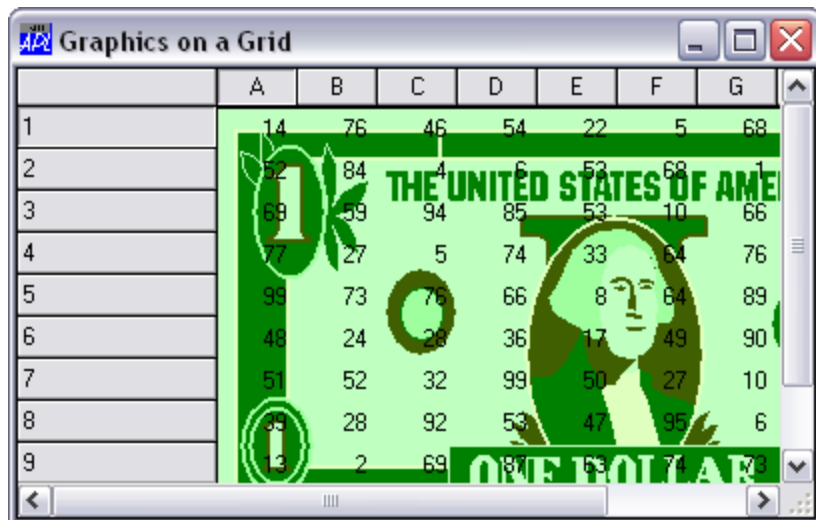 APL Graphics on a Grid
A B C D E F G
1 14 76 46 54 22 5 68
2 52 84 4 6 53 68 1
THE UNITED STATES OF AME
3 69 59 94 85 53 10 66
4 77 27 5 74 33 64 76
5 99 73 76 66 8 64 89
6 48 24 28 36 17 49 90
7 51 52 32 99 50 27 10
8 39 28 92 53 47 95 6
9 13 2 69 87 63 74 73
ONE DOLLAR
1
1